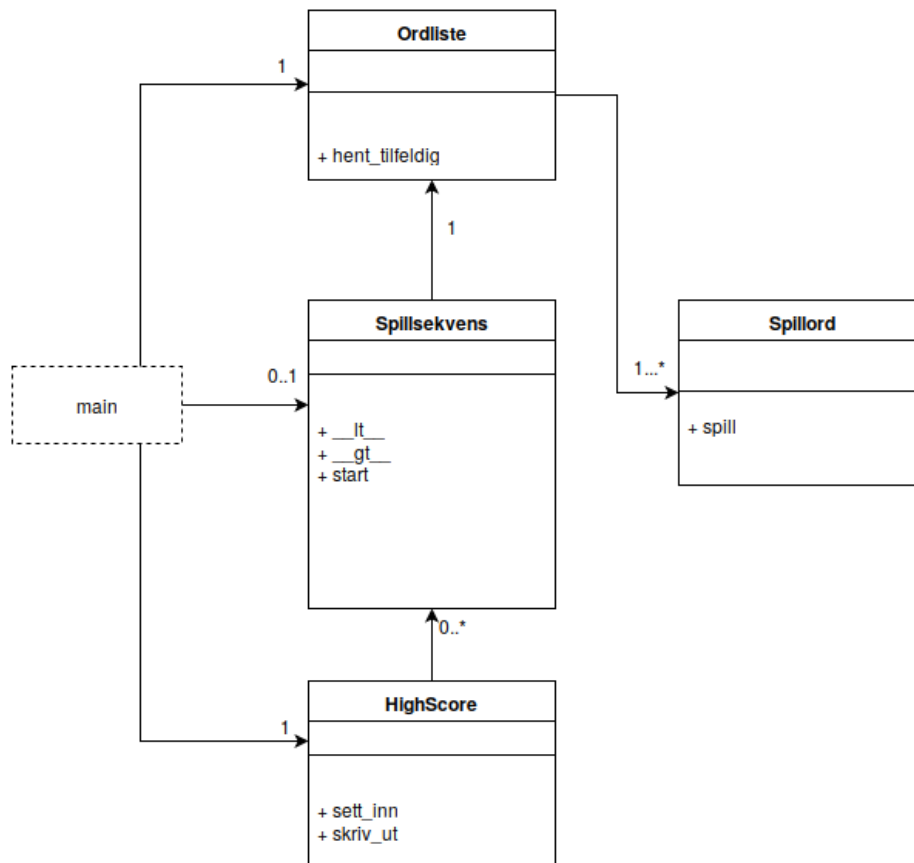 Ordliste
1
+ hent_tilfeldig
1
Spillsekvens
Spillord
0..1
1...*
main
+ __lt__
+ __gt__
+ start
+ spill
0..*
HighScore
1
+ sett_inn
+ skriv_ut